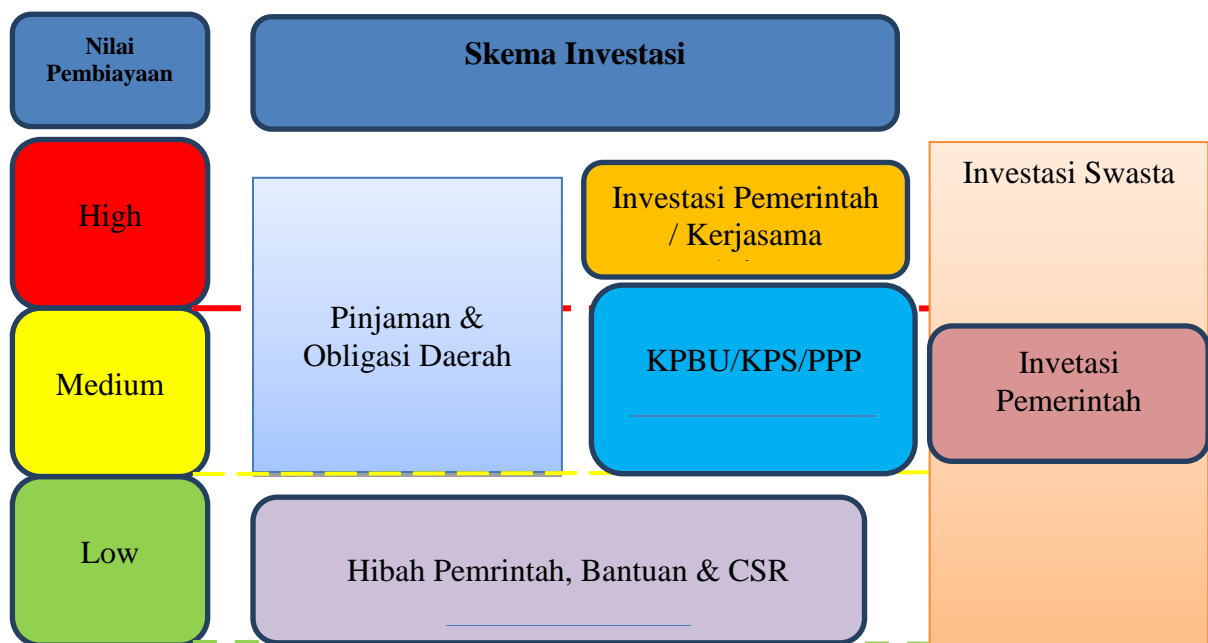 Nilai
Pembiayaan
Skema Investasi
High
Investasi Pemerintah
/ Kerjasama
Investasi Swasta
Pinjaman &
Obligasi Daerah
Medium
KPBU/KPS/PPP
Invetasi
Pemerintah
Low
Hibah Pemrintah, Bantuan & CSR